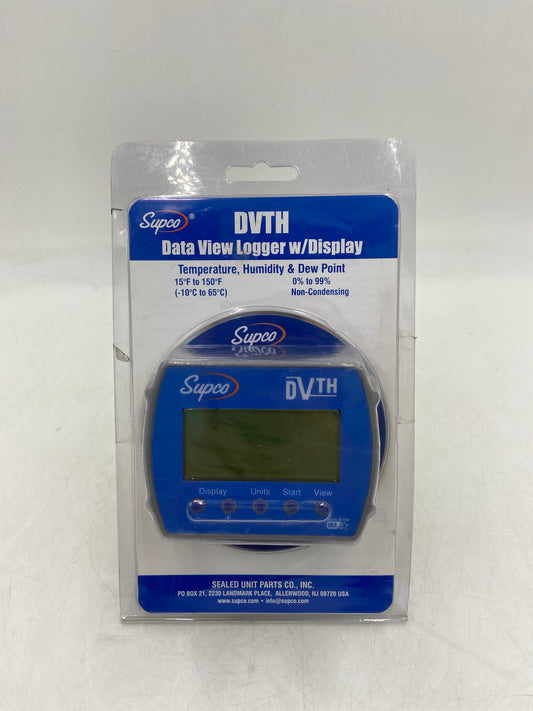 Supco®
DVTH
Data View Logger w/Display
Temperature, Humidity & Dew Point
15°F to 150°F 0% to 99%
(-10°C to 65°C) Non-Condensing
Supco
Supco
Supco DVTH
Display Units Start View
- +
USA
SEALED UNIT PARTS CO., INC.
PO BOX 21, 2230 LANDMARK PLACE, ALLENWOOD, NJ 08720 USA
www.supco.com • info@supco.com